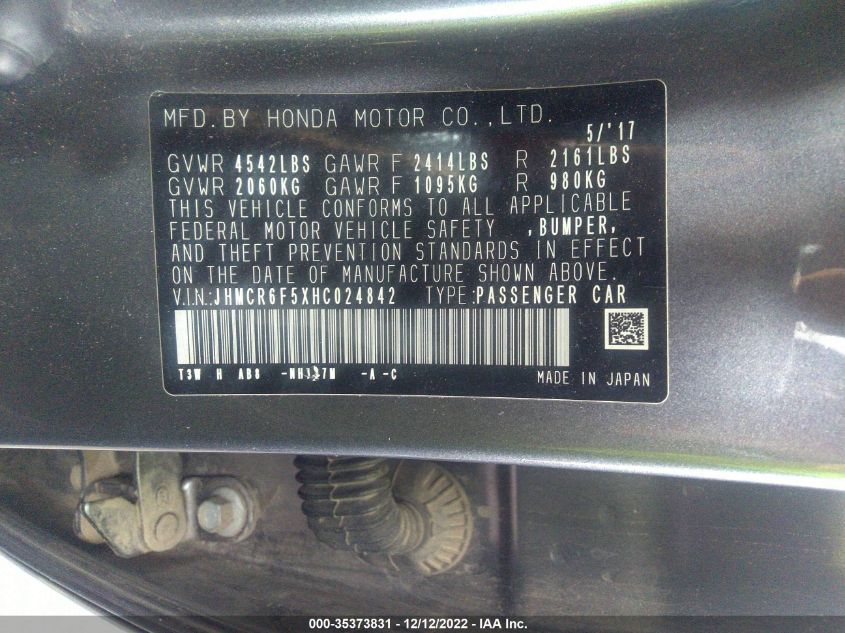 MFD.BY HONDA MOTOR CO.,LTD.
5/'17
GVWR 4542LBS GAWR F 2414LBS R 2161LBS
GVWR 2060KG GAWR F 1095KG R 980KG
THIS VEHICLE CONFORMS TO ALL APPLICABLE
FEDERAL MOTOR VEHICLE SAFETY ,BUMPER,
AND THEFT PREVENTION STANDARDS IN EFFECT
ON THE DATE OF MANUFACTURE SHOWN ABOVE.
V.IN:JHMCR6F5XHC024842 TYPE:PASSENGER CAR
T3W H AB8 -A -C
MADE IN JAPAN
000-35373831 - 12/12/2022 - IAA Inc.